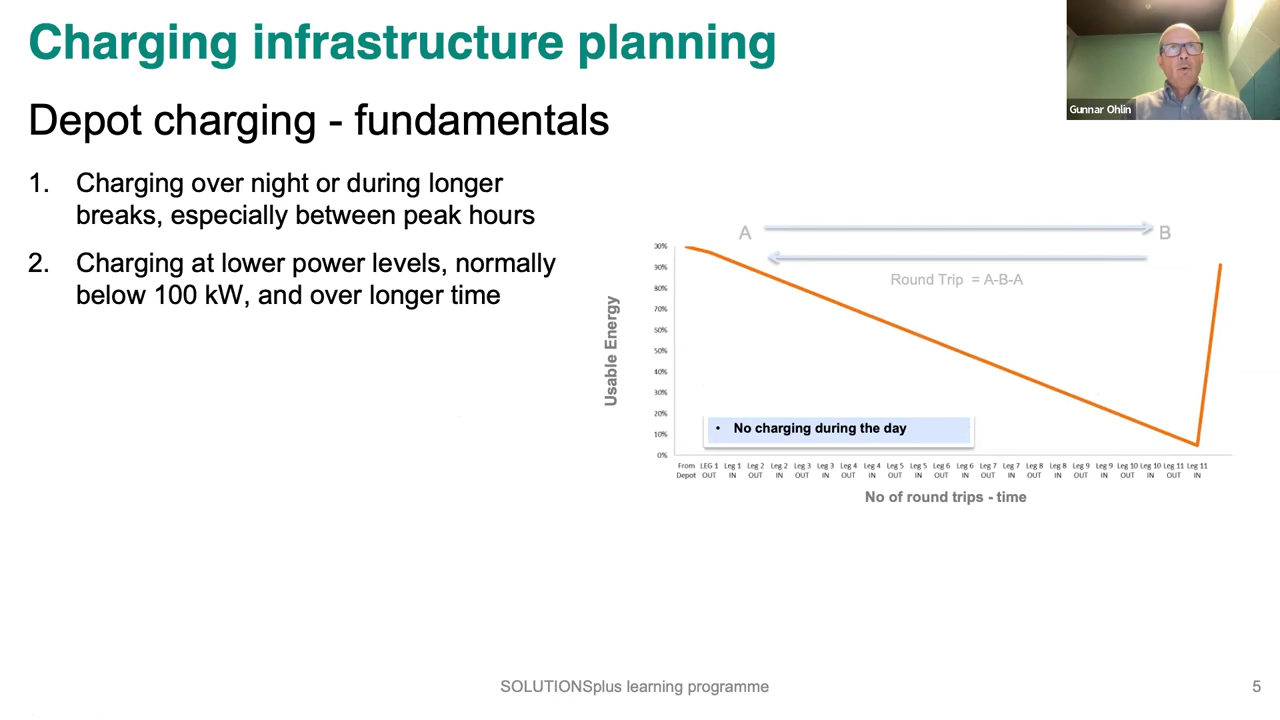 Charging infrastructure planning
Gunnar Ohlin
Depot charging - fundamentals
1. Charging over night or during longer
breaks, especially between peak hours
2. Charging at lower power levels, normally
below 100 kW, and over longer time
A
B
Round Trip = A-B-A
Usable Energy
00%
90%
80%
70%
60%
50%
40%
30%
20%
10%
0%
• No charging during the day
From LEG 1 Leg 1 Leg 2 Leg 2 Leg 3 Leg 3 Leg 4 Leg 4 Leg 5 Leg 5 Leg 6 Leg 6 Leg 7 Leg 7 Leg 8 Leg 8 Leg 9 Leg 9 Leg 10 Leg 10 Leg 11 Leg 11
Depot OUT IN OUT IN OUT IN OUT IN OUT IN OUT IN OUT IN OUT IN OUT IN OUT IN OUT IN
No of round trips - time
SOLUTIONSplus learning programme
5